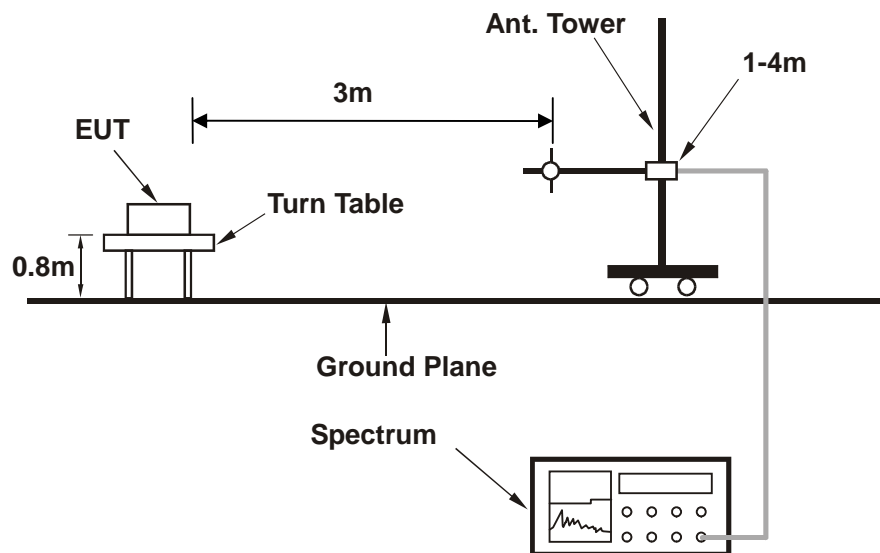 Ant. Tower
1-4m
3m
EUT
Turn Table
0.8m
Ground Plane
Spectrum